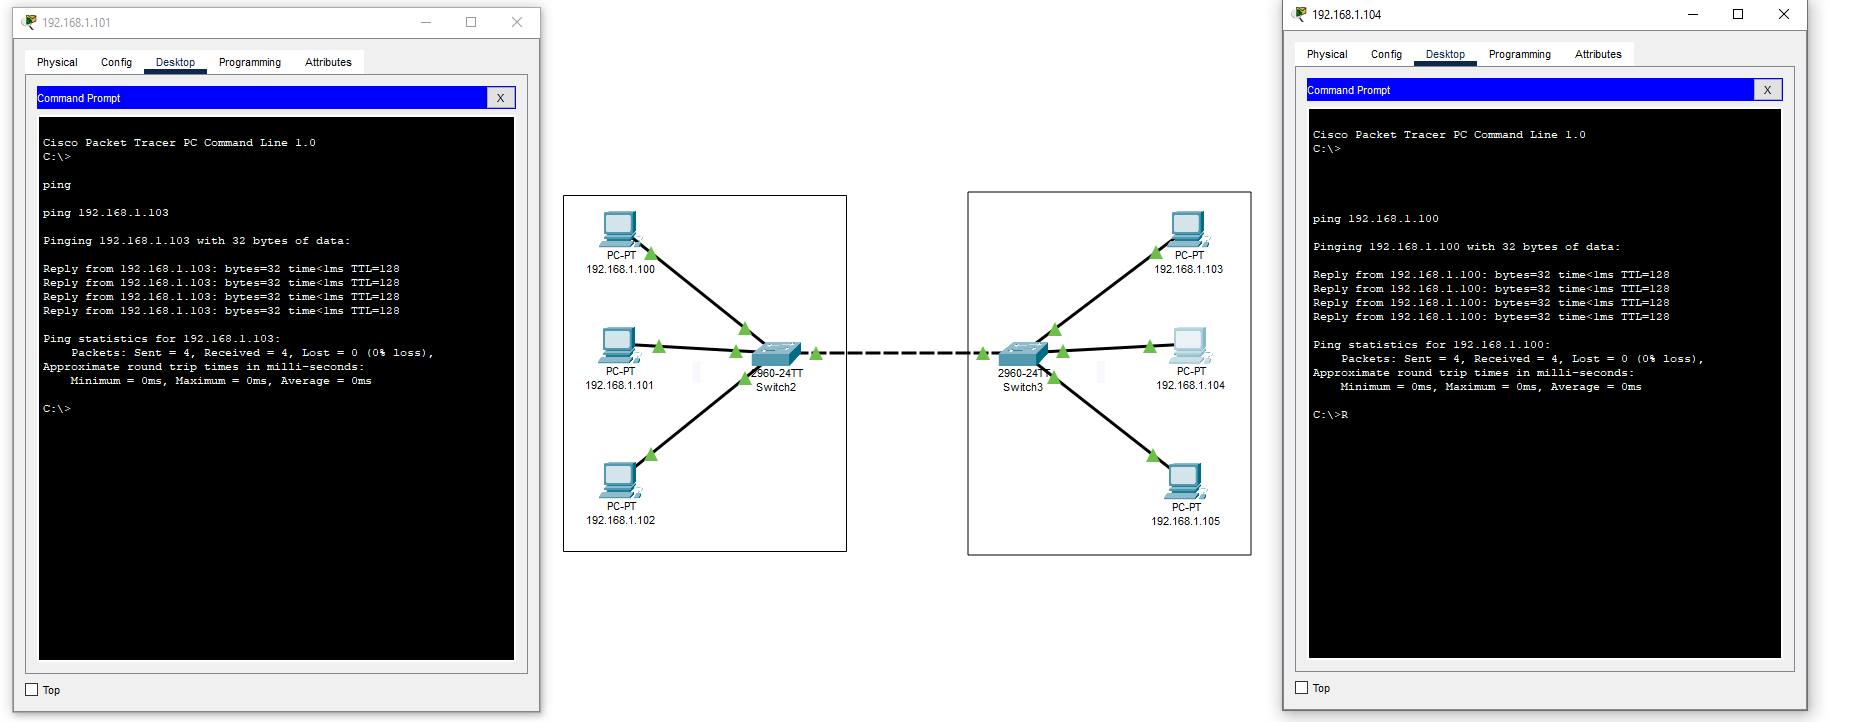 192.168.1.101
Physical Config Desktop Programming Attributes
Command Prompt X
Cisco Packet Tracer PC Command Line 1.0
C:\>
ping
ping 192.168.1.103
Pinging 192.168.1.103 with 32 bytes of data:
Reply from 192.168.1.103: bytes=32 time<1ms TTL=128
Reply from 192.168.1.103: bytes=32 time<1ms TTL=128
Reply from 192.168.1.103: bytes=32 time<1ms TTL=128
Reply from 192.168.1.103: bytes=32 time<1ms TTL=128
Ping statistics for 192.168.1.103:
Packets: Sent = 4, Received = 4, Lost = 0 (0% loss),
Approximate round trip times in milli-seconds:
Minimum = 0ms, Maximum = 0ms, Average = 0ms
C:\>
Top
PC-PT
192.168.1.100
PC-PT
192.168.1.101
PC-PT
192.168.1.102
2960-24TT
Switch2
2960-24TT
Switch3
PC-PT
192.168.1.103
PC-PT
192.168.1.104
PC-PT
192.168.1.105
192.168.1.104
Physical Config Desktop Programming Attributes
Command Prompt X
Cisco Packet Tracer PC Command Line 1.0
C:\>
ping 192.168.1.100
Pinging 192.168.1.100 with 32 bytes of data:
Reply from 192.168.1.100: bytes=32 time<1ms TTL=128
Reply from 192.168.1.100: bytes=32 time<1ms TTL=128
Reply from 192.168.1.100: bytes=32 time<1ms TTL=128
Reply from 192.168.1.100: bytes=32 time<1ms TTL=128
Ping statistics for 192.168.1.100:
Packets: Sent = 4, Received = 4, Lost = 0 (0% loss),
Approximate round trip times in milli-seconds:
Minimum = 0ms, Maximum = 0ms, Average = 0ms
C:\>R
Top